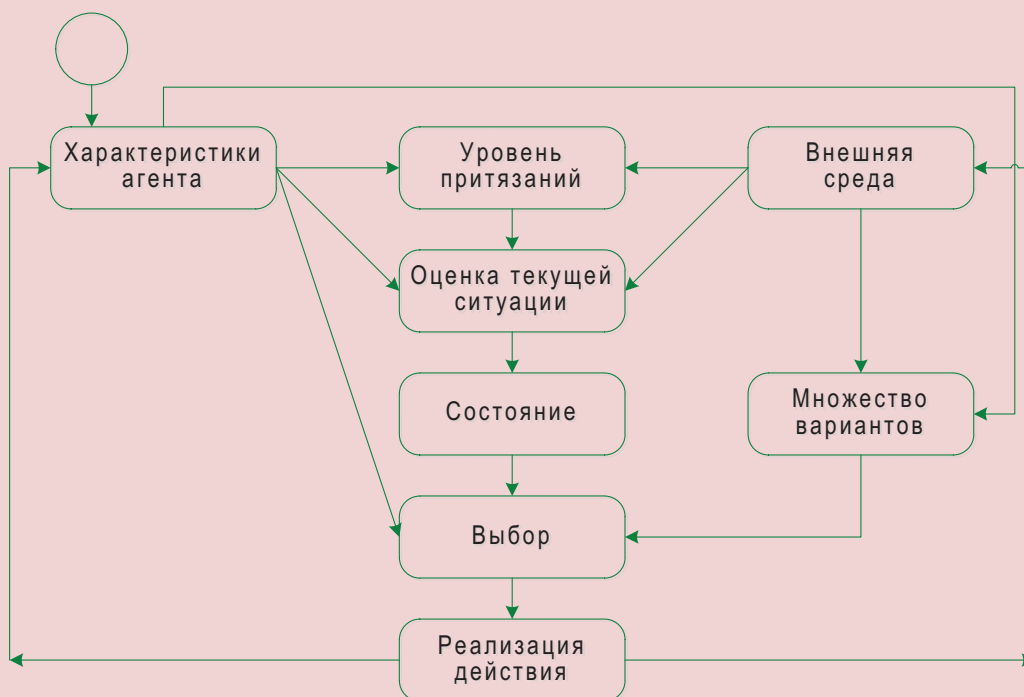 Характеристики
агента
Уровень
притязаний
Внешняя
среда
Оценка текущей
ситуации
Состояние
Множество
вариантов
Выбор
Реализация
действия